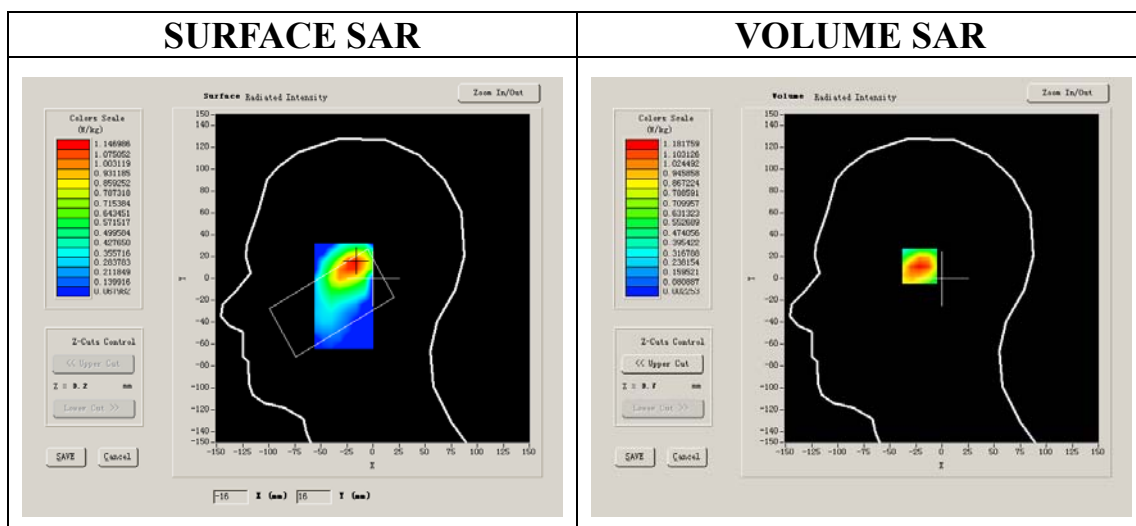 SURFACE SAR
VOLUME SAR
Surface Radiated Intensity
Zoom In/Out
Colors Scale
(W/kg)
1.146986
1.075052
1.003119
0.931185
0.859252
0.787318
0.715384
0.643451
0.571517
0.499584
0.427650
0.355716
0.283783
0.211849
0.139916
0.067982
150
140
120
100
80
60
40
20
0
-20
-40
-60
-80
-100
-120
-140
-150
Y
-150 -125 -100 -75 -50 -25 0 25 50 75 100 125 150
X
Z-Cuts Control
<< Upper Cut
mm
Lower Cut >>
SAVE Cancel
-16 X (mm) 16 Y (mm)
Volume Radiated Intensity
Zoom In/Out
Colors Scale
(W/kg)
1.181759
1.103126
1.024492
0.945858
0.867224
0.788591
0.709957
0.631323
0.552689
0.474056
0.395422
0.316788
0.238154
0.159521
0.080887
0.002253
150
140
120
100
80
60
40
20
0
-20
-40
-60
-80
-100
-120
-140
-150
Y
-150 -125 -100 -75 -50 -25 0 25 50 75 100 125 150
X
Z-Cuts Control
<< Upper Cut
mm
Lower Cut >>
SAVE Cancel